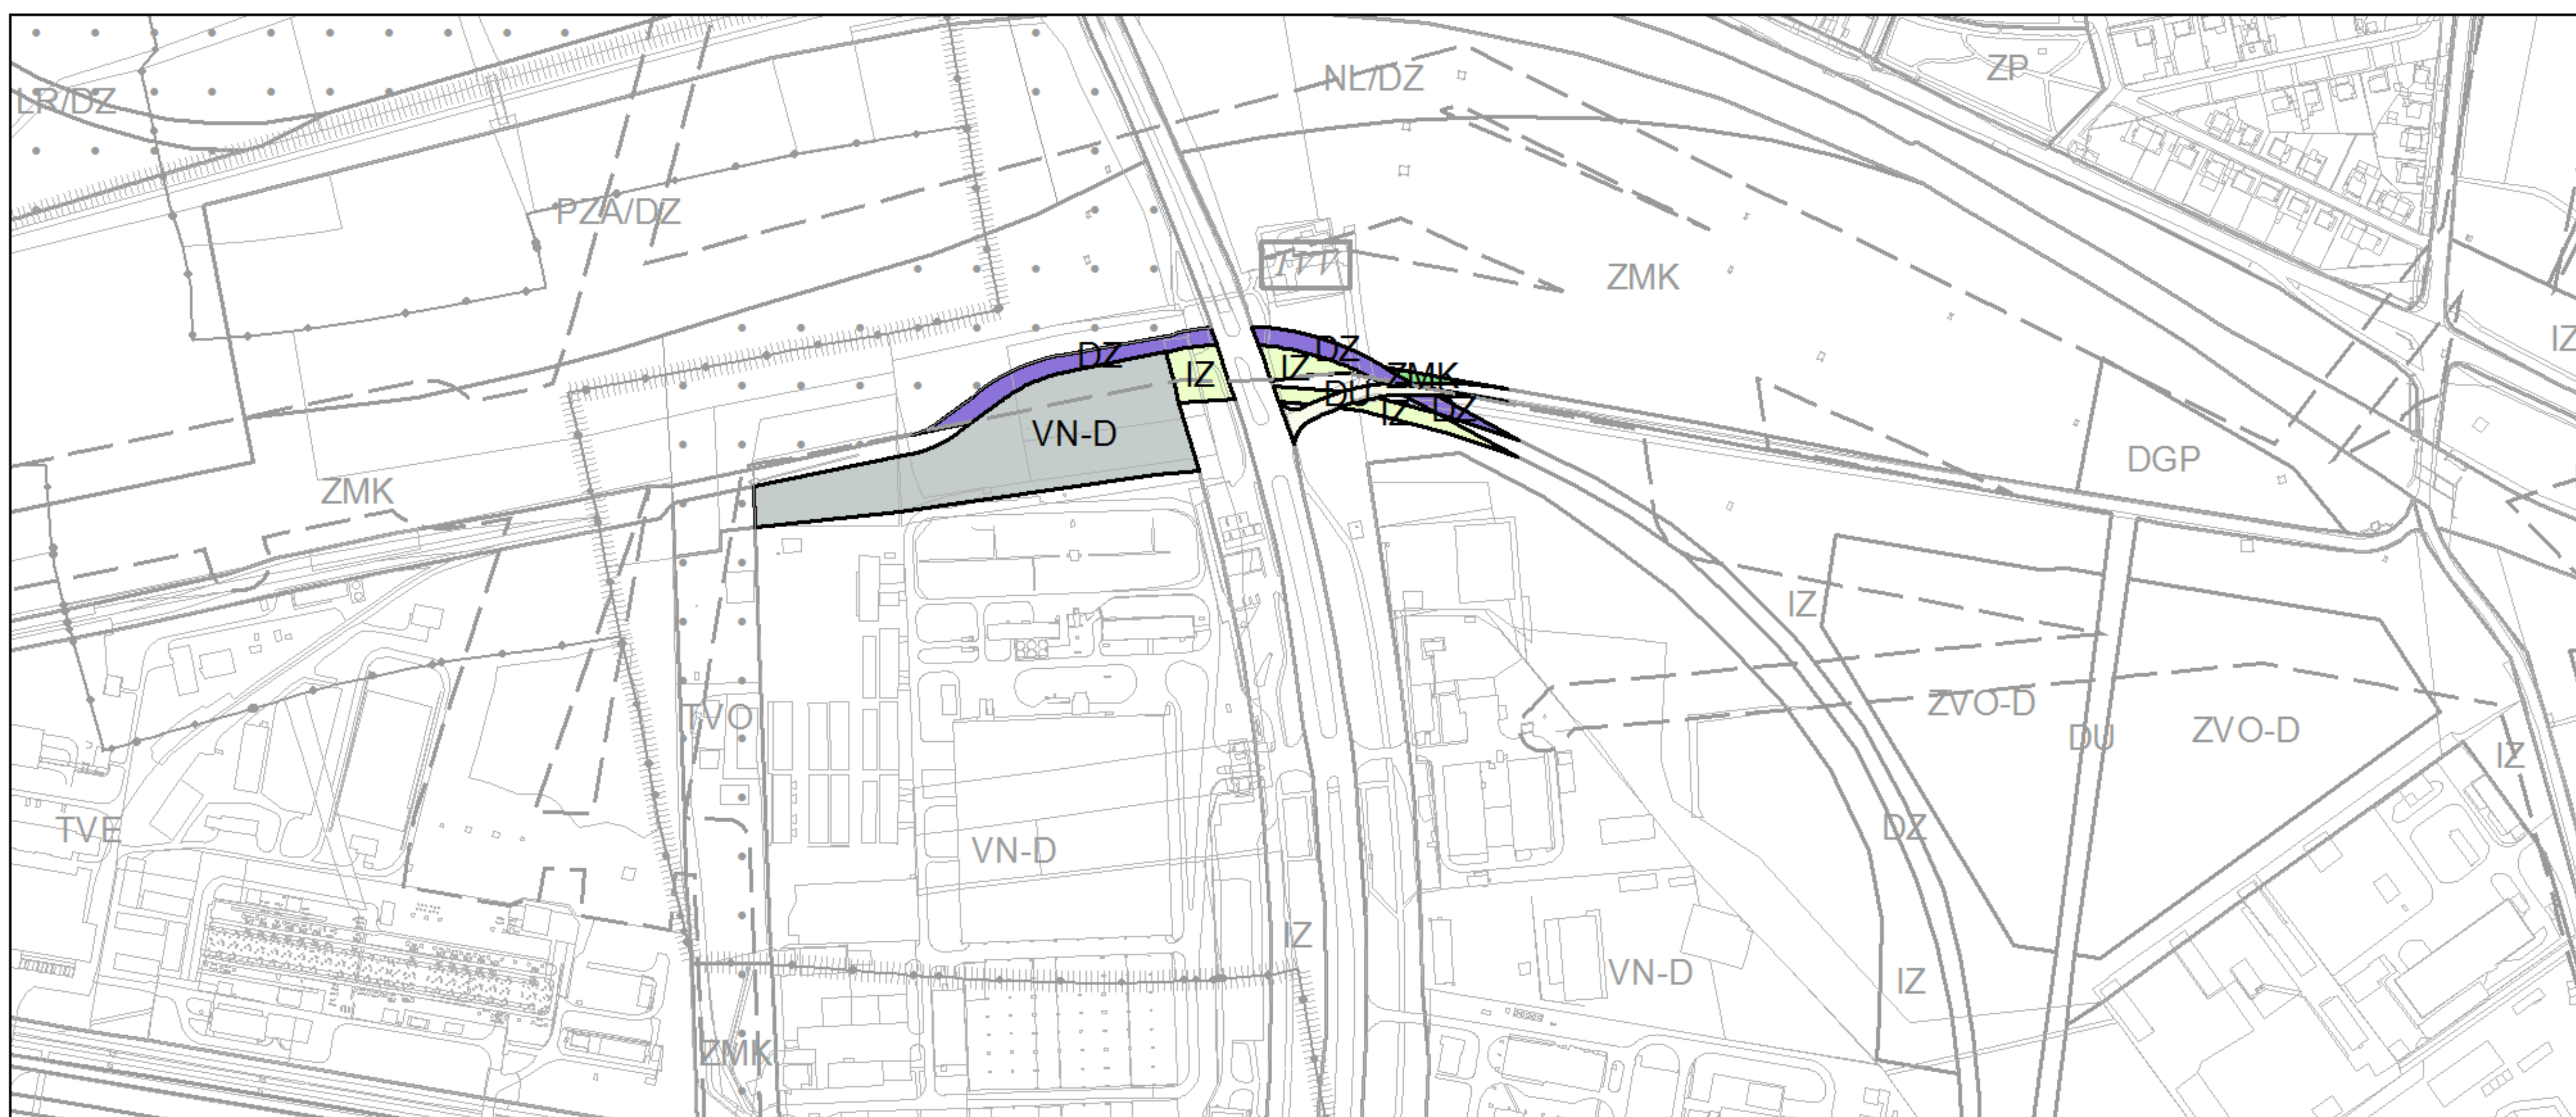 ZP
NL/DZ
LR/DZ
PZA/DZ
TVV
ZMK
IZ
DZ
DZ
IZ
IZ
ZMK
DU
DZ
IZ
VN-D
DGP
ZMK
IZ
ZVO-D
TVO
DU
ZVO-D
IZ
TVE
DZ
VN-D
IZ
VN-D
IZ
ZMK